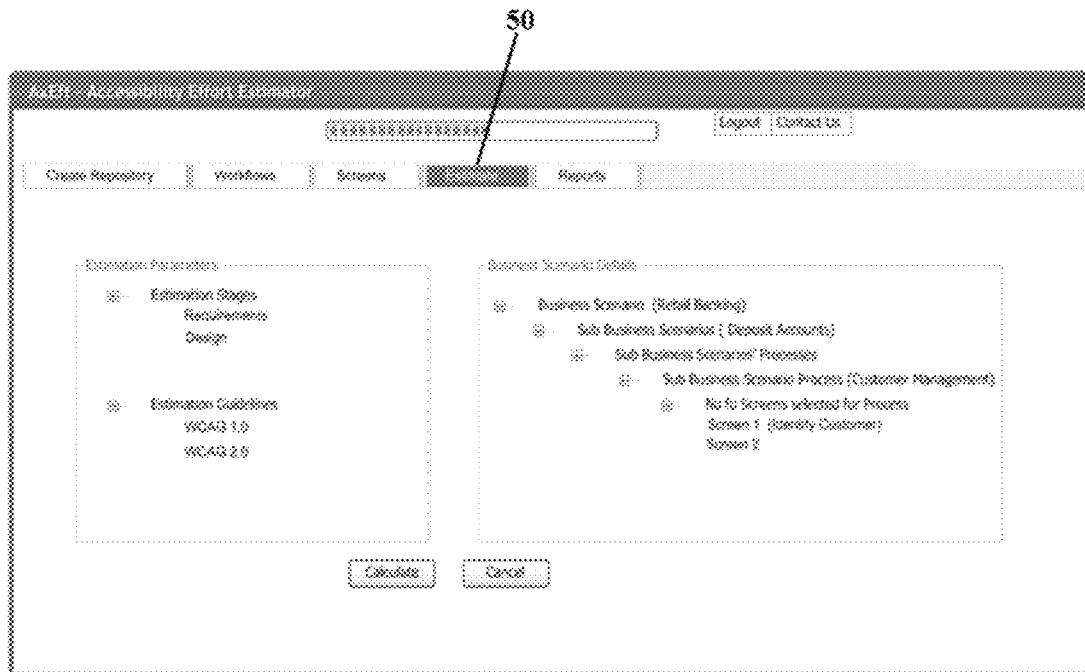 50
Accessibility Effort Estimator
Logout Contact Us
Create Repository Workflows Screens Reports
Estimation Parameters
Estimation Stages
Requirements
Design
Estimation Guidelines
WCAG 1.0
WCAG 2.0
Business Scenario Details
Business Scenario (Retail Banking)
Sub Business Scenarios ( Deposit Accounts)
Sub Business Scenarios' Processes
Sub Business Scenario Process (Customer Management)
No fo Screens selected for Process
Screen 1 (Identify Customer)
Screen 2
Calculate Cancel